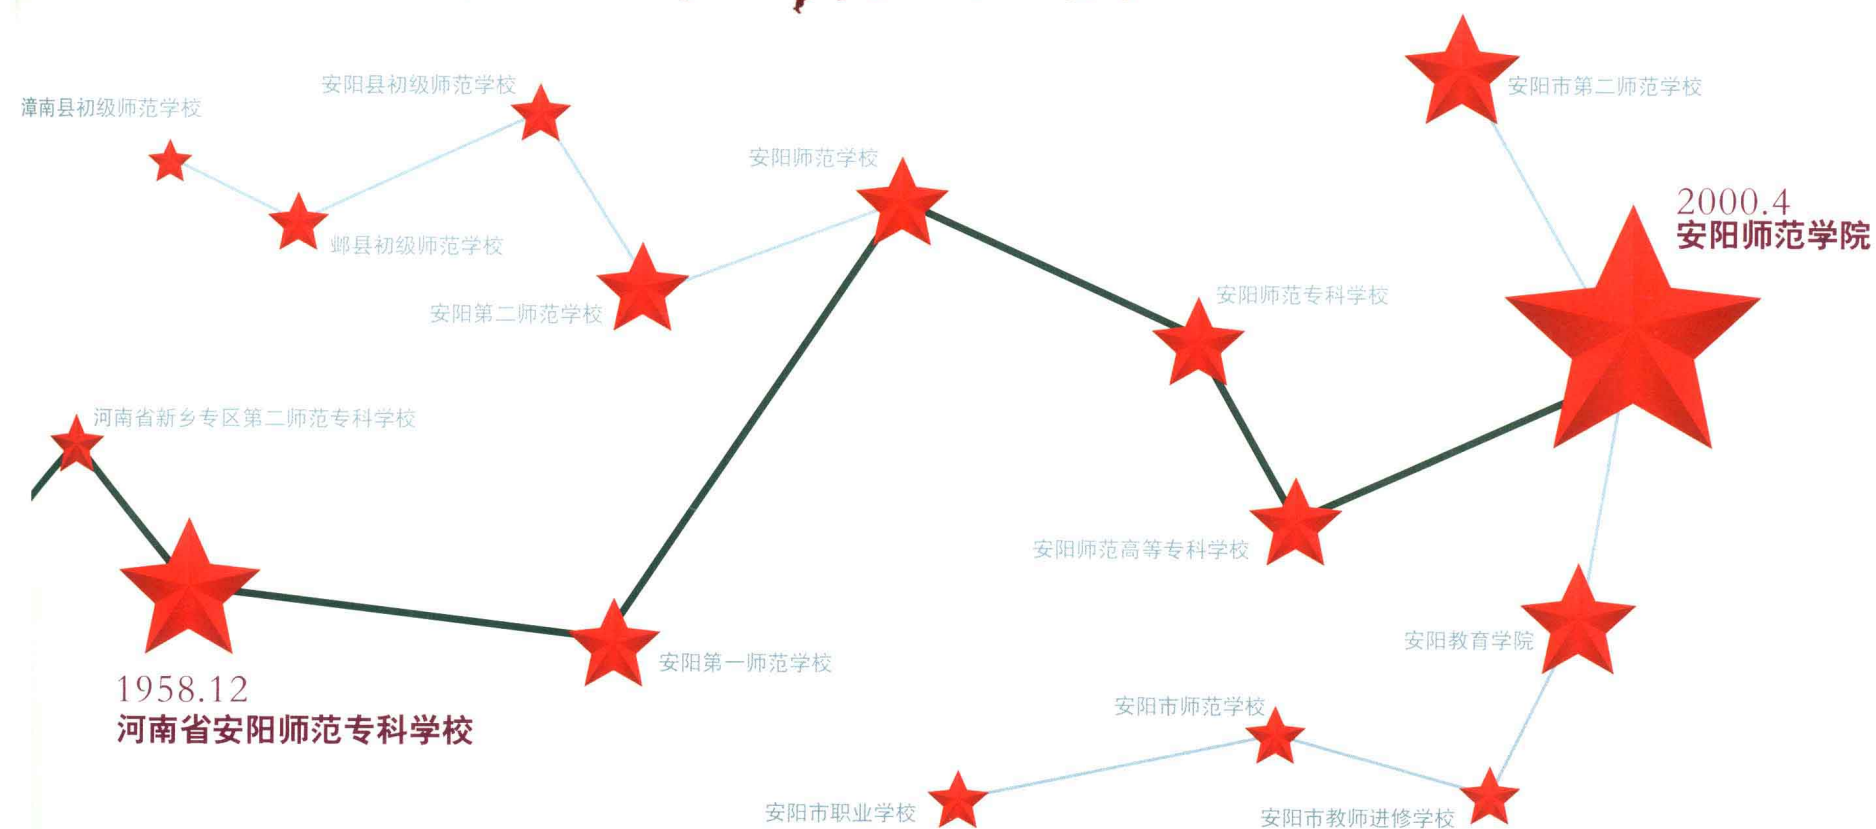 安阳县初级师范学校
漳南县初级师范学校
安阳市第二师范学校
安阳师范学校
2000.4
安阳师范学院
邺县初级师范学校
安阳第二师范学校
安阳师范专科学校
河南省新乡专区第二师范专科学校
安阳师范高等专科学校
安阳教育学院
安阳第一师范学校
1958.12
河南省安阳师范专科学校
安阳市师范学校
安阳市职业学校
安阳市教师进修学校